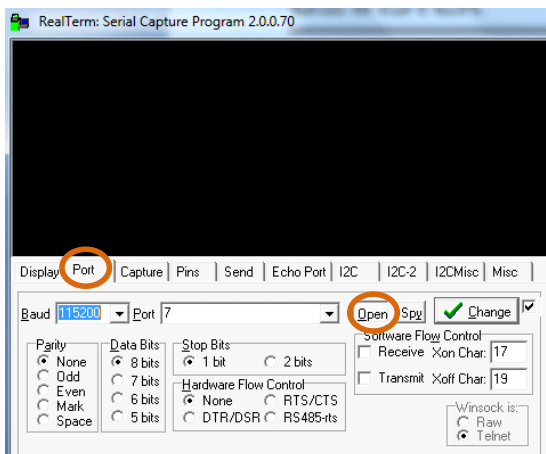 RealTerm: Serial Capture Program 2.0.0.70
Display Port Capture Pins Send Echo Port I2C I2C-2 I2CMisc Misc
Baud 115200 Port 7 Open Spy Change
Parity
None
Odd
Even
Mark
Space
Data Bits
8 bits
7 bits
6 bits
5 bits
Stop Bits
1 bit 2 bits
Hardware Flow Control
None RTS/CTS
DTR/DSR RS485-rts
Software Flow Control
Receive Xon Char: 17
Transmit Xoff Char: 19
Winsock is:
Raw
Telnet